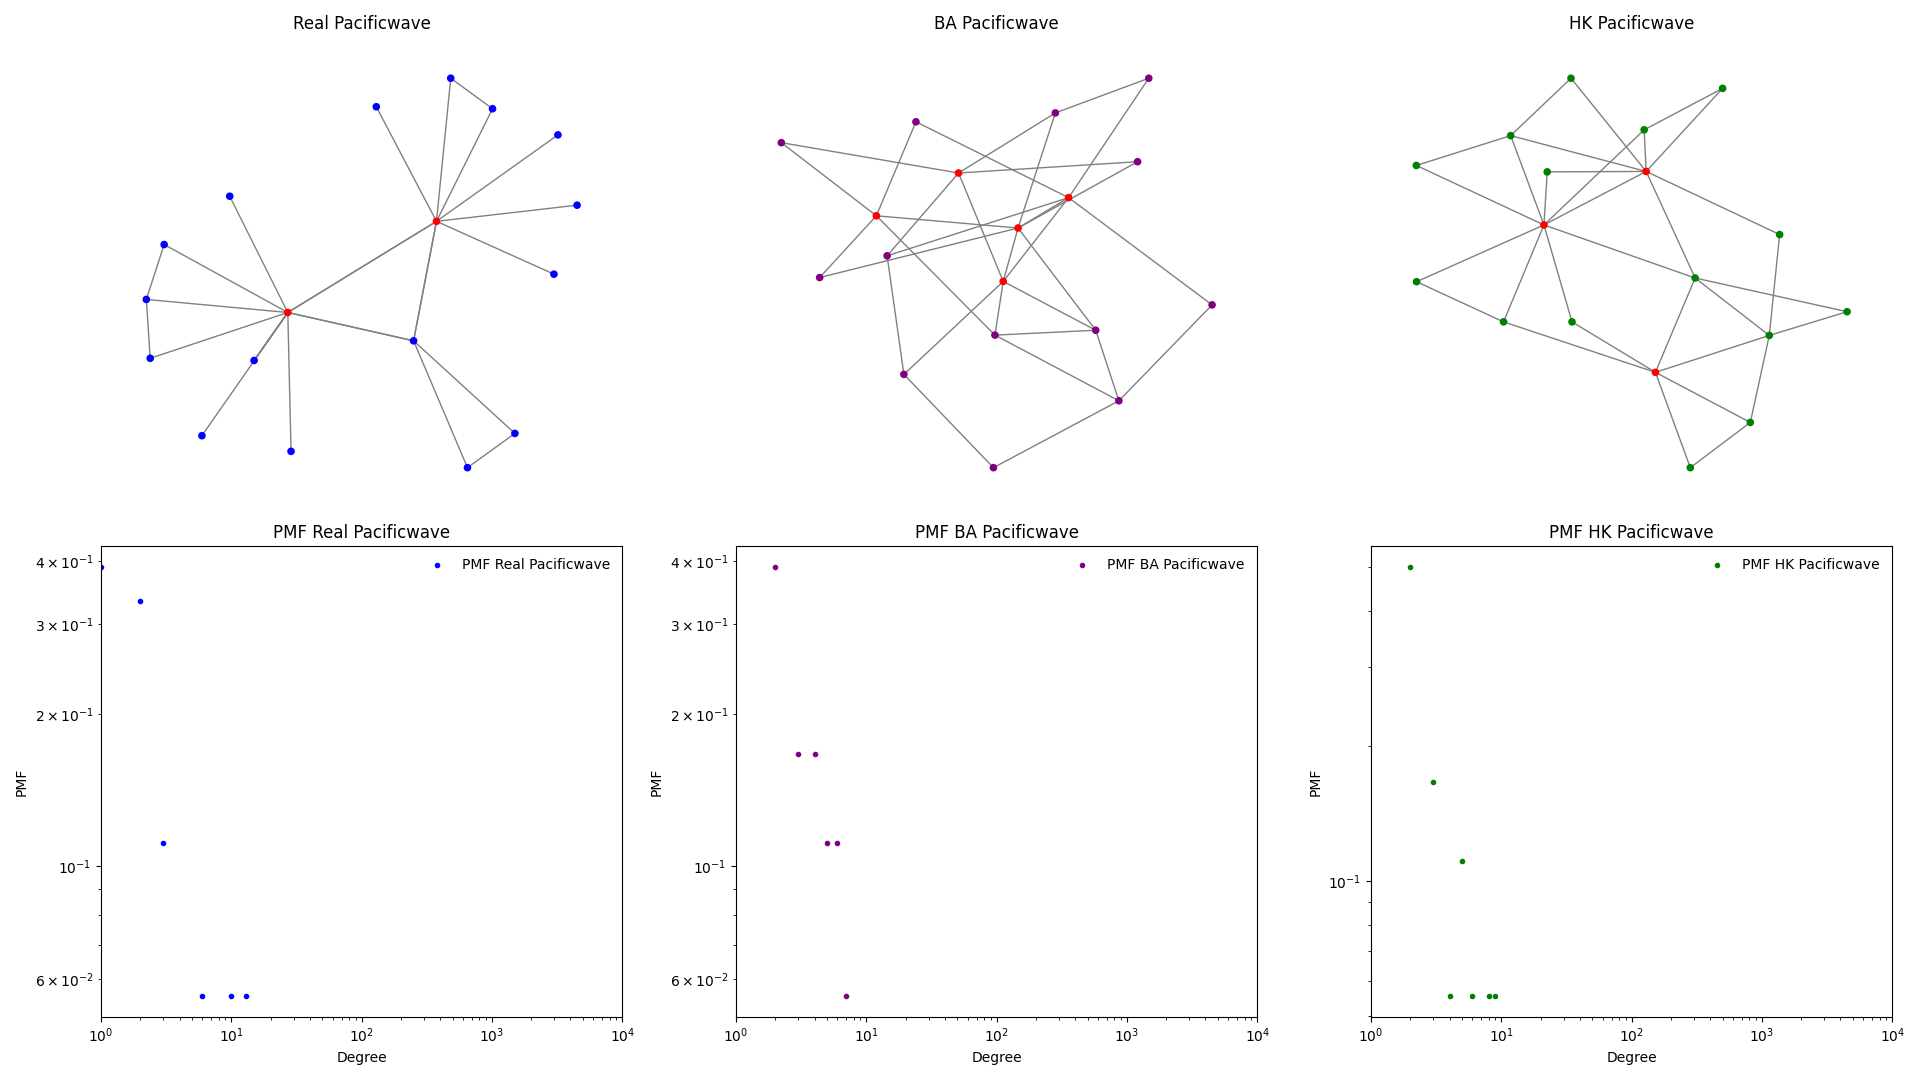 Real Pacificwave
BA Pacificwave
HK Pacificwave
PMF Real Pacificwave
4 × 10⁻¹
3 × 10⁻¹
2 × 10⁻¹
10⁻¹
6 × 10⁻²
PMF
PMF Real Pacificwave
10⁰ 10¹ 10² 10³ 10⁴
Degree
PMF BA Pacificwave
4 × 10⁻¹
3 × 10⁻¹
2 × 10⁻¹
10⁻¹
6 × 10⁻²
PMF
PMF BA Pacificwave
10⁰ 10¹ 10² 10³ 10⁴
Degree
PMF HK Pacificwave
10⁻¹
PMF
PMF HK Pacificwave
10⁰ 10¹ 10² 10³ 10⁴
Degree